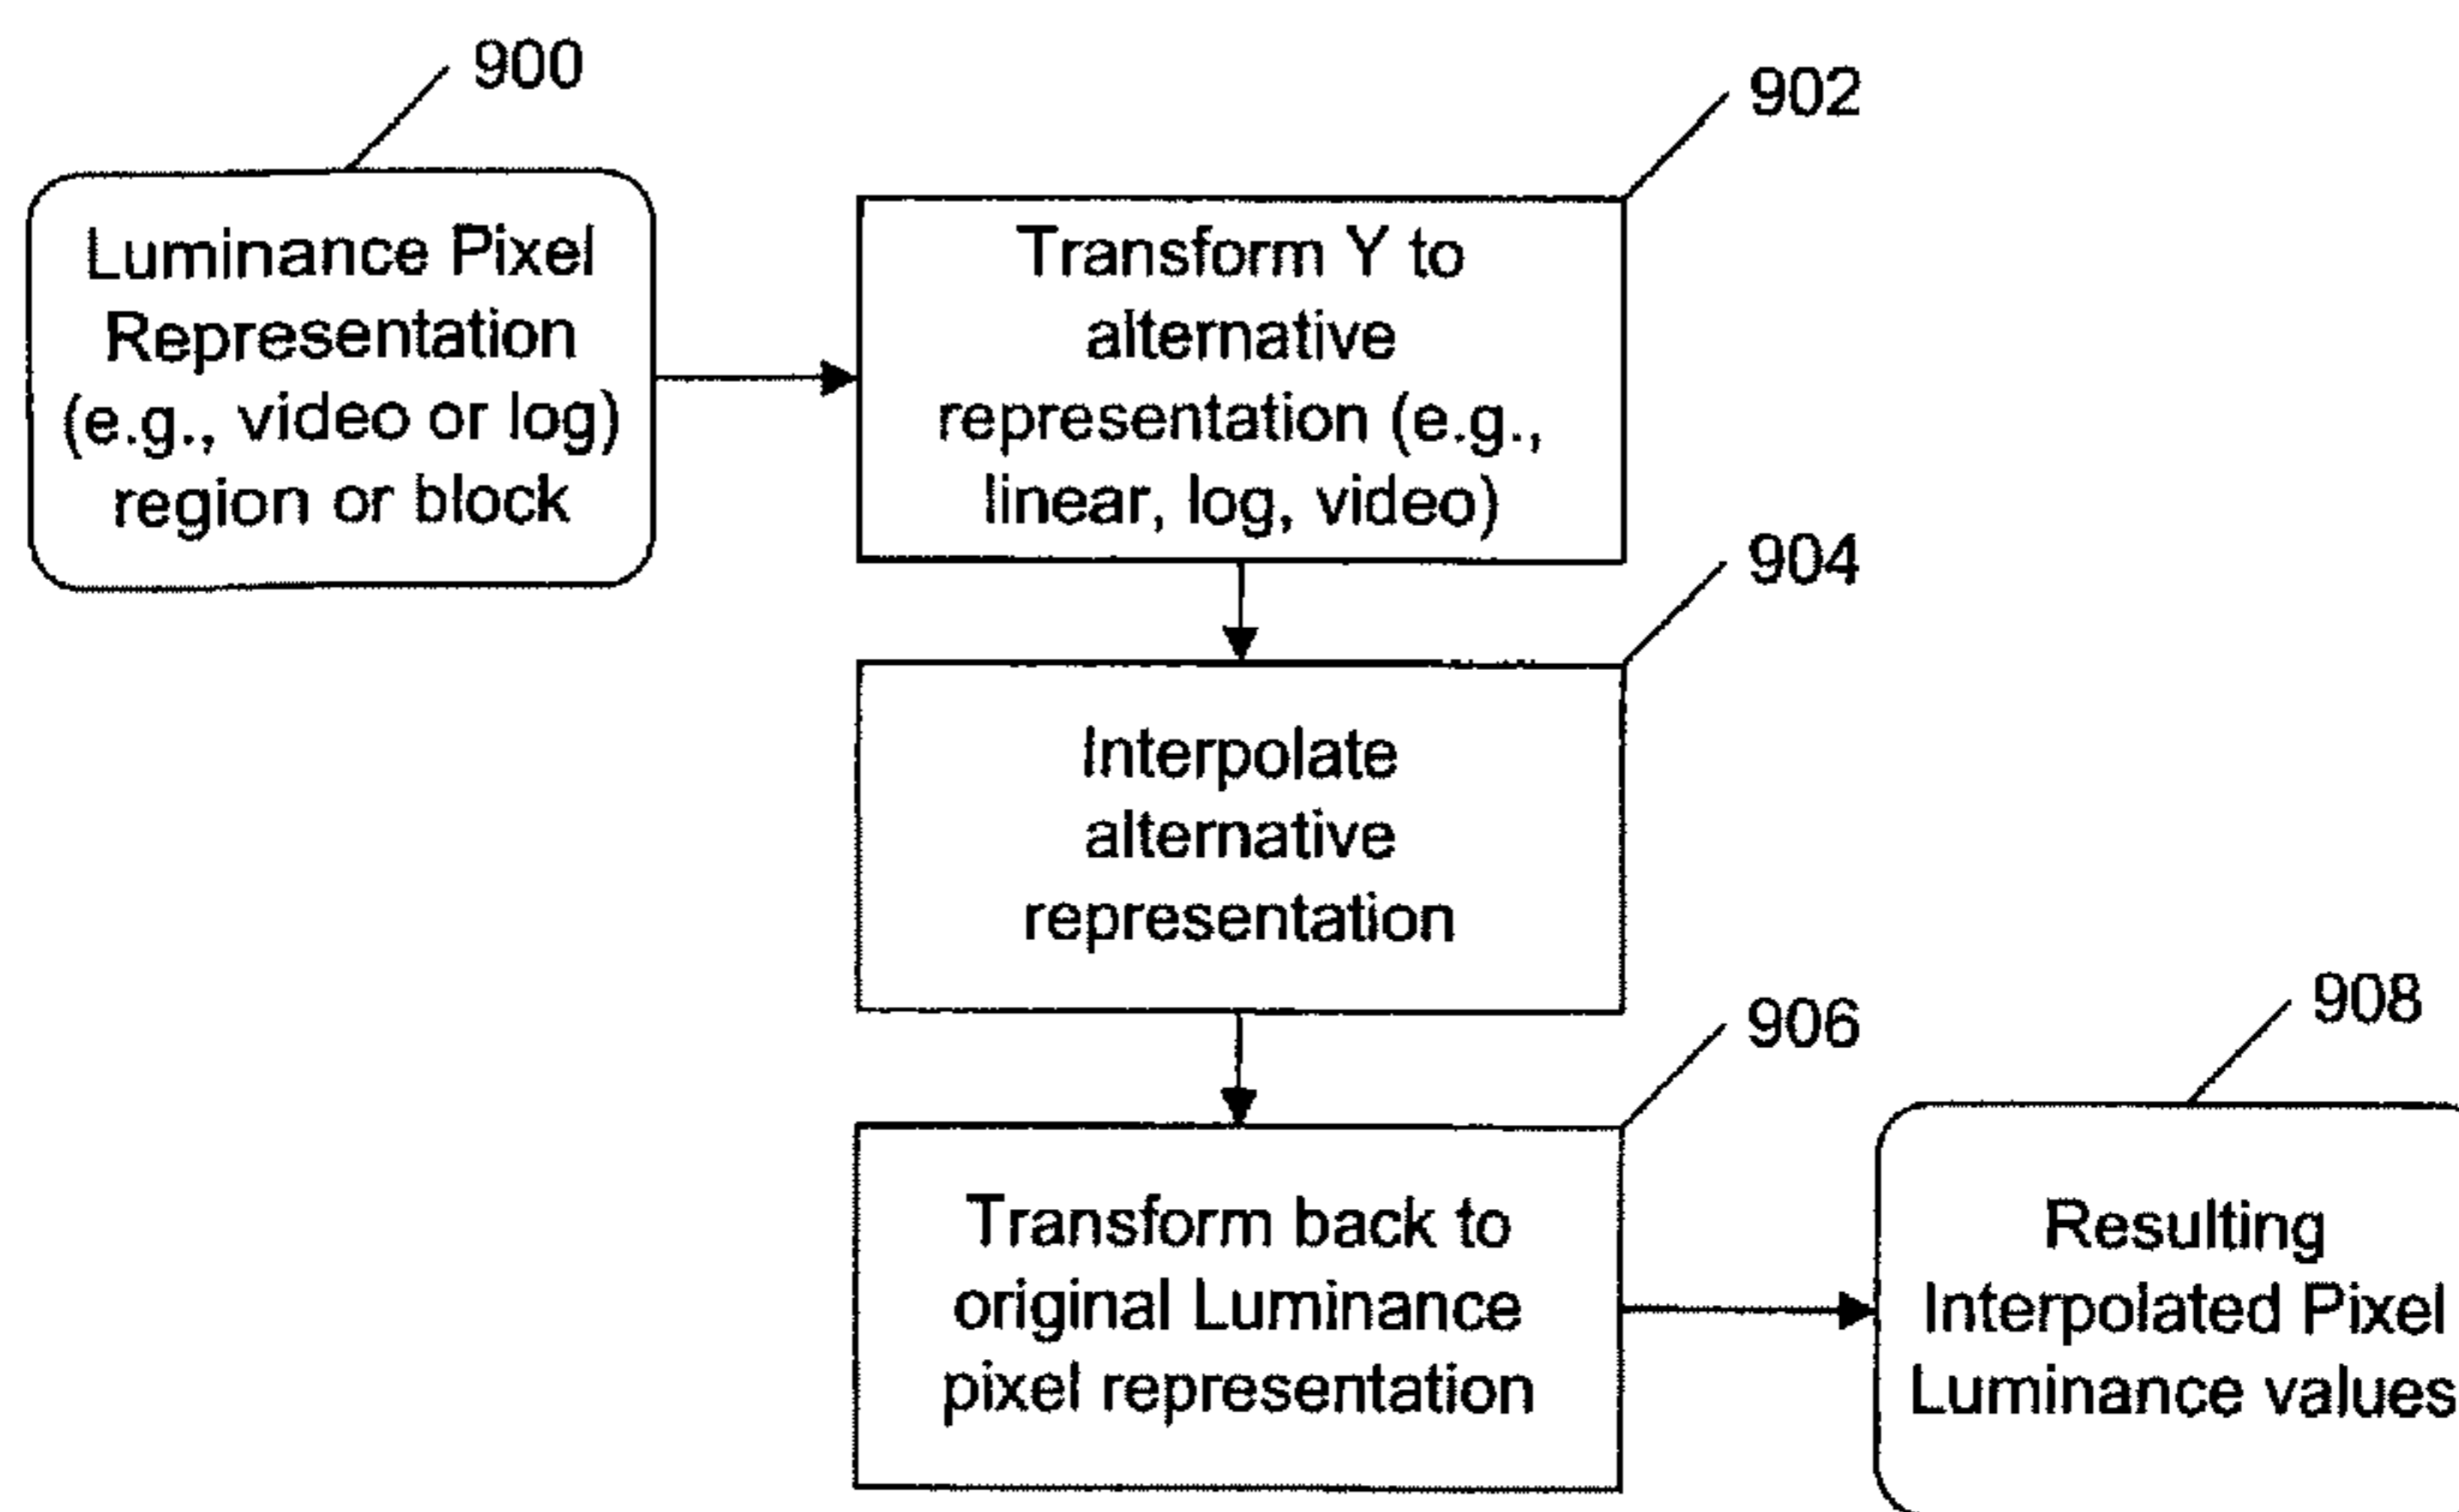 900
Luminance Pixel
Representation
(e.g., video or log)
region or block
902
Transform Y to
alternative
representation (e.g.,
linear, log, video)
904
Interpolate
alternative
representation
906
Transform back to
original Luminance
pixel representation
908
Resulting
Interpolated Pixel
Luminance values